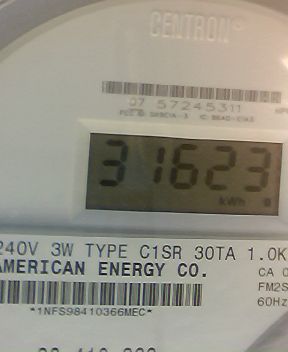 CENTRON®
07 57245311
31623
kWh
240V 3W TYPE C1SR 30TA 1.0K
AMERICAN ENERGY CO.
CA 0
FM2S
60Hz
*1NFS98410366MEC*